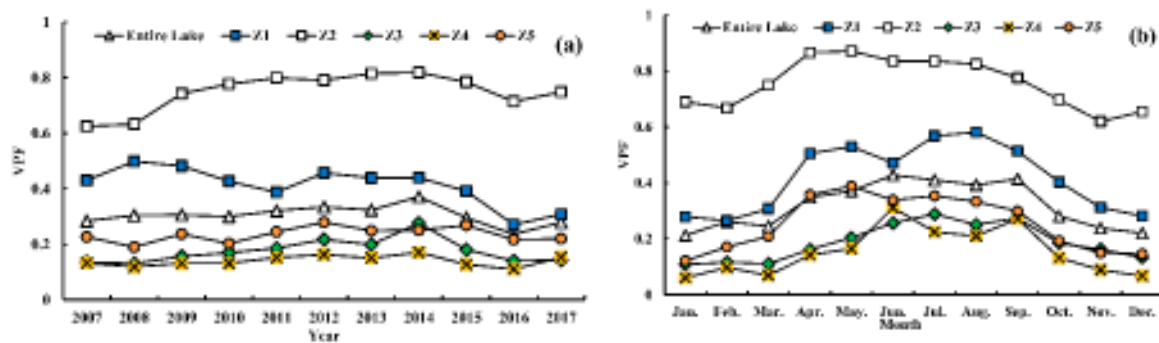 1
Entire Lake Z1 Z2 Z3 Z4 Z5
(a)
0.8
0.6
0.4
0.2
0
VPF
2007 2008 2009 2010 2011 2012 2013 2014 2015 2016 2017
Year
1
Entire Lake Z1 Z2 Z3 Z4 Z5
(b)
0.8
0.6
0.4
0.2
0
VPF
Jan. Feb. Mar. Apr. May. Jun. Jul. Aug. Sep. Oct. Nov. Dec.
Month